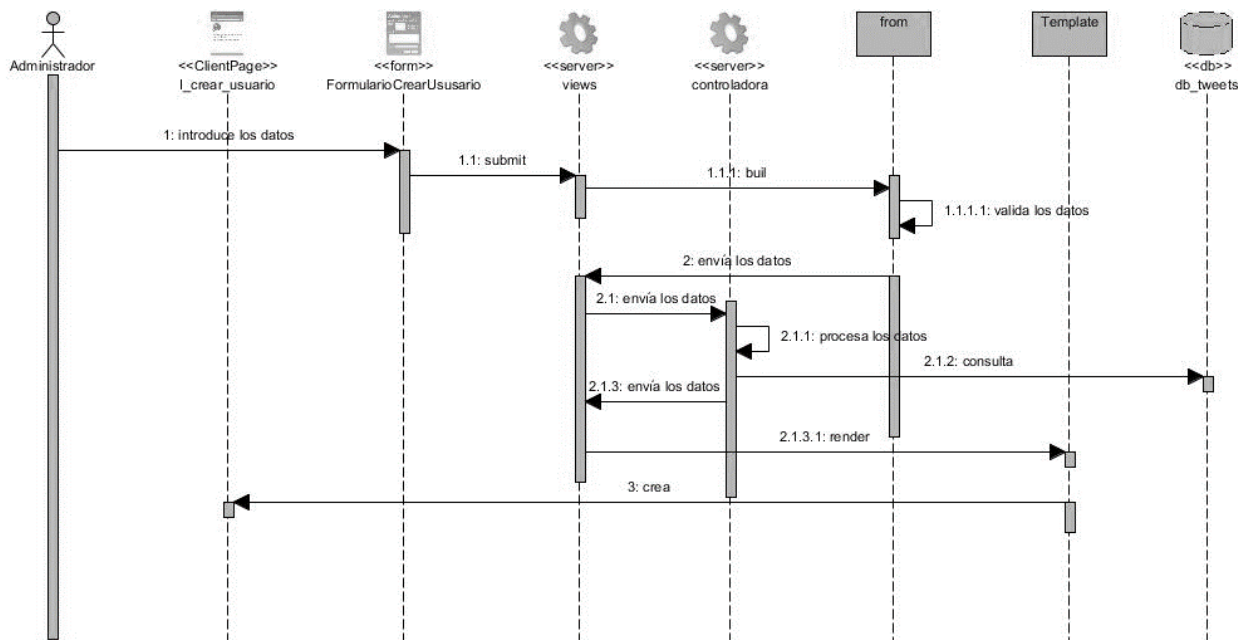 Administrador
<<ClientPage>>
l_crear_usuario
<<form>>
FormularioCrearUsusario
<<server>>
views
<<server>>
controladora
from
Template
<<db>>
db_tweets
1: introduce los datos
1.1: submit
1.1.1: buil
1.1.1.1: valida los datos
2: envía los datos
2.1: envía los datos
2.1.1: procesa los datos
2.1.2: consulta
2.1.3: envía los datos
2.1.3.1: render
3: crea